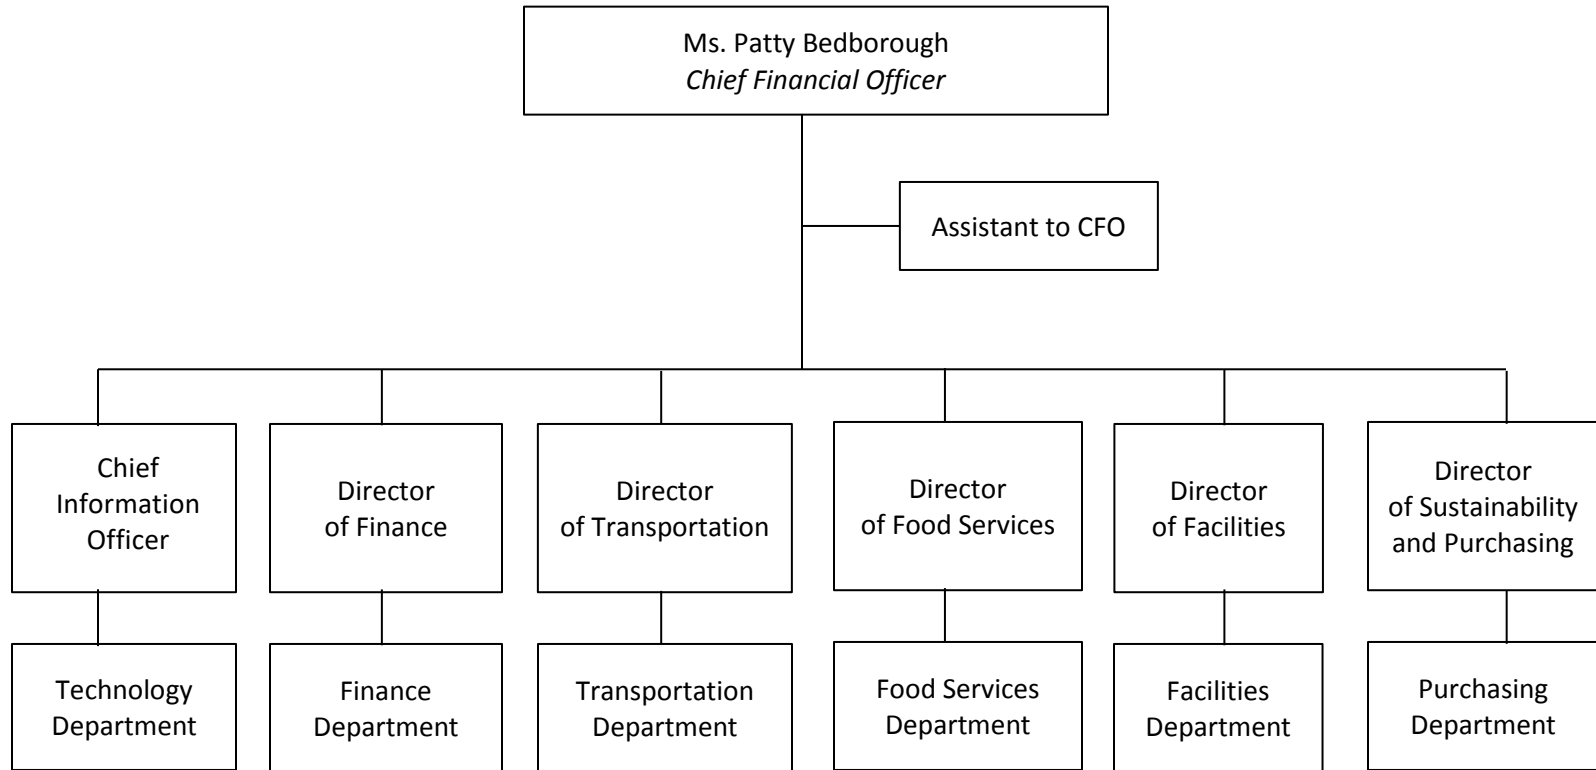 Ms. Patty Bedborough
Chief Financial Officer
Assistant to CFO
Chief
Information
Officer
Director
of Finance
Director
of Transportation
Director
of Food Services
Director
of Facilities
Director
of Sustainability
and Purchasing
Technology
Department
Finance
Department
Transportation
Department
Food Services
Department
Facilities
Department
Purchasing
Department